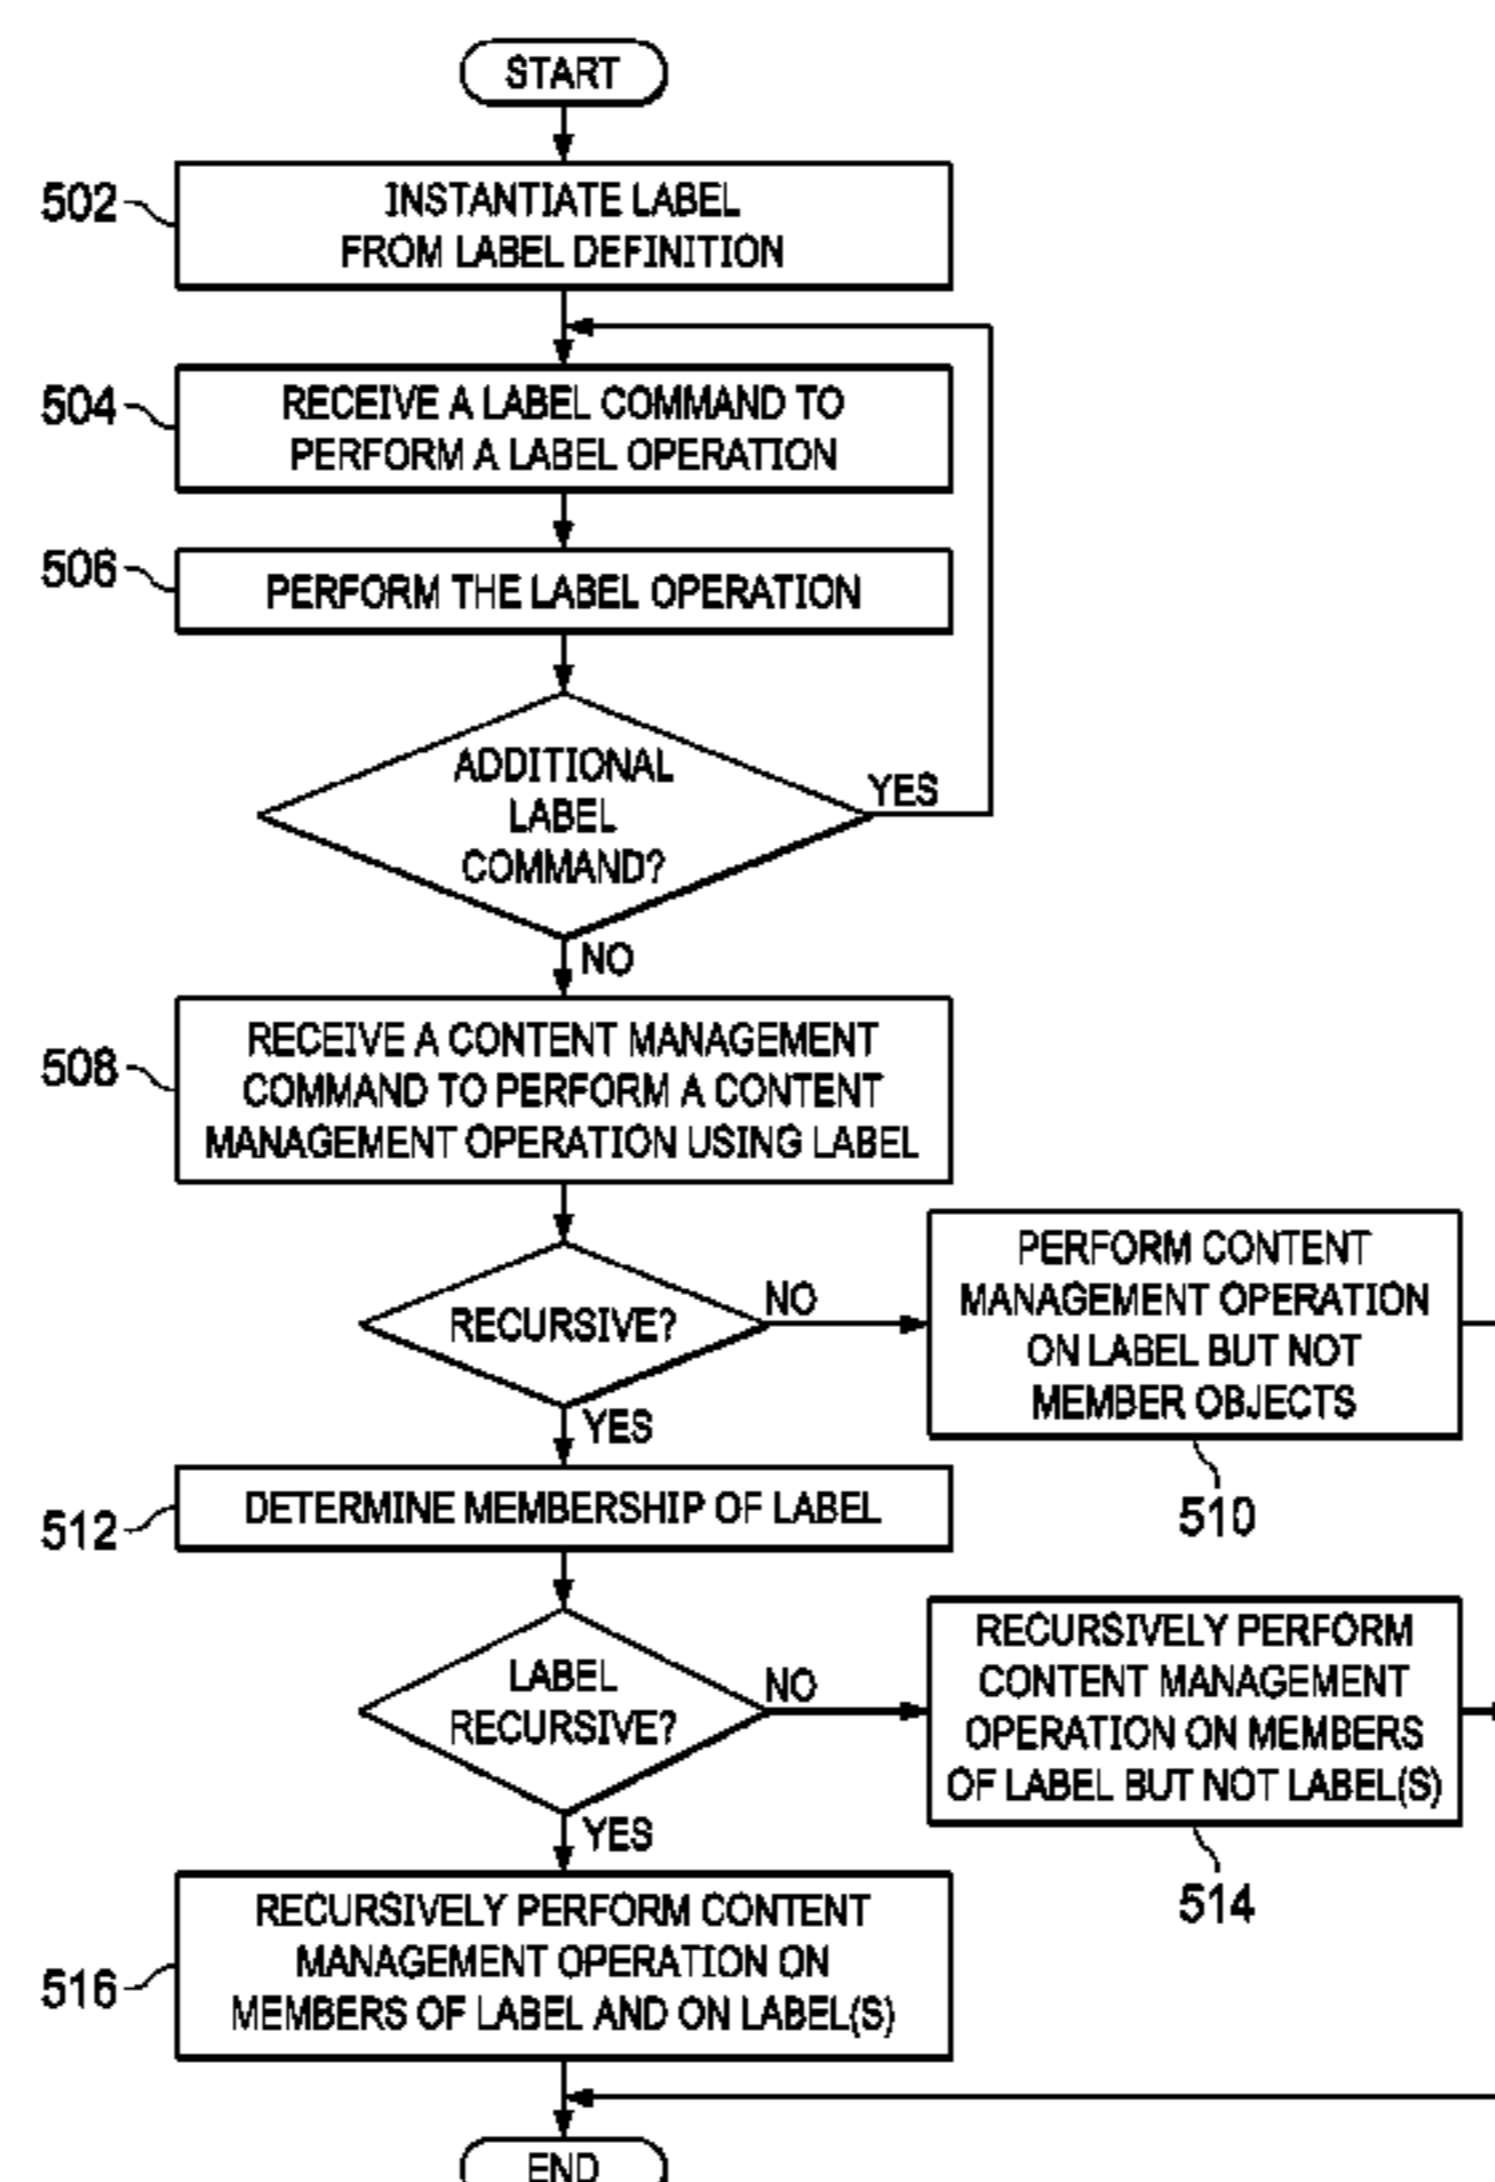 START
502
INSTANTIATE LABEL
FROM LABEL DEFINITION
504
RECEIVE A LABEL COMMAND TO
PERFORM A LABEL OPERATION
506
PERFORM THE LABEL OPERATION
ADDITIONAL
LABEL
COMMAND?
YES
NO
508
RECEIVE A CONTENT MANAGEMENT
COMMAND TO PERFORM A CONTENT
MANAGEMENT OPERATION USING LABEL
RECURSIVE?
NO
PERFORM CONTENT
MANAGEMENT OPERATION
ON LABEL BUT NOT
MEMBER OBJECTS
510
YES
512
DETERMINE MEMBERSHIP OF LABEL
LABEL
RECURSIVE?
NO
RECURSIVELY PERFORM
CONTENT MANAGEMENT
OPERATION ON MEMBERS
OF LABEL BUT NOT LABEL(S)
514
YES
516
RECURSIVELY PERFORM CONTENT
MANAGEMENT OPERATION ON
MEMBERS OF LABEL AND ON LABEL(S)
END